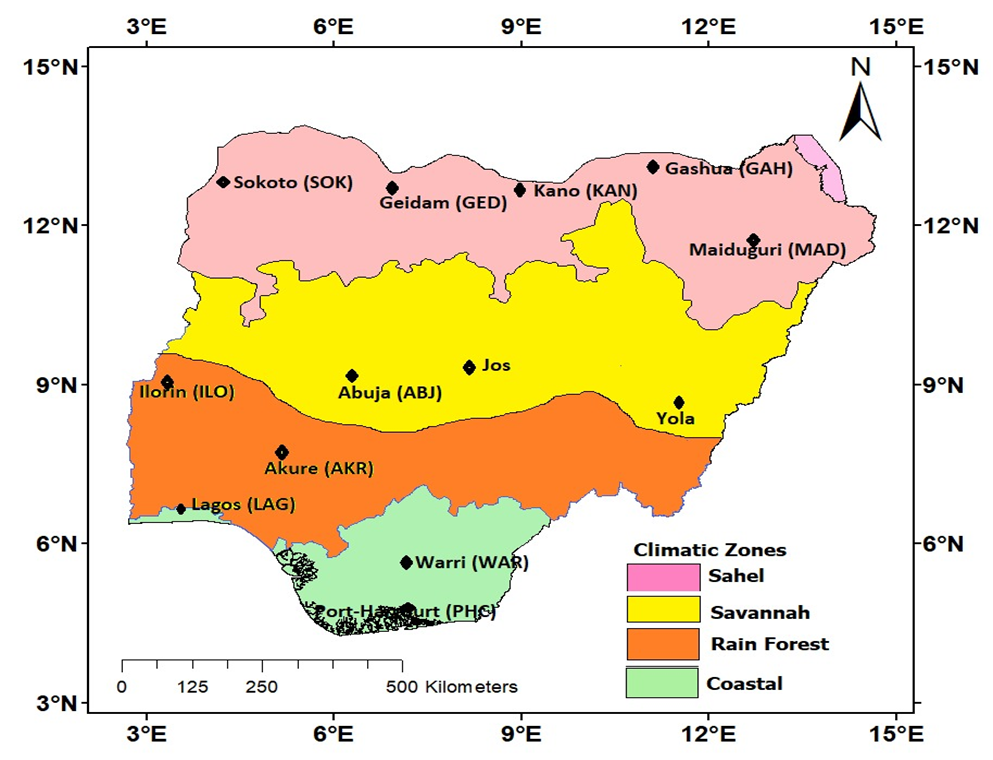 3°E 6°E 9°E 12°E 15°E
15°N 15°N
N
Gashua (GAH)
Sokoto (SOK)
Kano (KAN)
Geidam (GED)
12°N 12°N
Maiduguri (MAD)
Jos
9°N 9°N
Ilorin (ILO)
Abuja (ABJ)
Yola
Akure (AKR)
Lagos (LAG)
6°N 6°N
Climatic Zones
Warri (WAR)
Sahel
Port-Harcourt (PHC)
Savannah
Rain Forest
Coastal
0 125 250 500 Kilometers
3°N 3°N
3°E 6°E 9°E 12°E 15°E